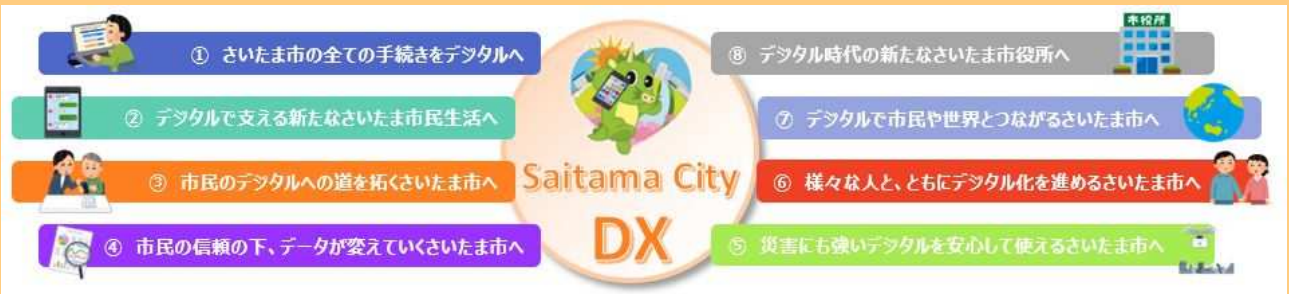 ① さいたま市の全ての手続きをデジタルへ
② デジタルで支える新たなさいたま市民生活へ
③ 市民のデジタルへの道を拓くさいたま市へ
④ 市民の信頼の下、データが変えていくさいたま市へ
Saitama City
DX
市役所
⑧ デジタル時代の新たなさいたま市役所へ
⑦ デジタルで市民や世界とつながるさいたま市へ
⑥ 様々な人と、ともにデジタル化を進めるさいたま市へ
⑤ 災害にも強いデジタルを安心して使えるさいたま市へ